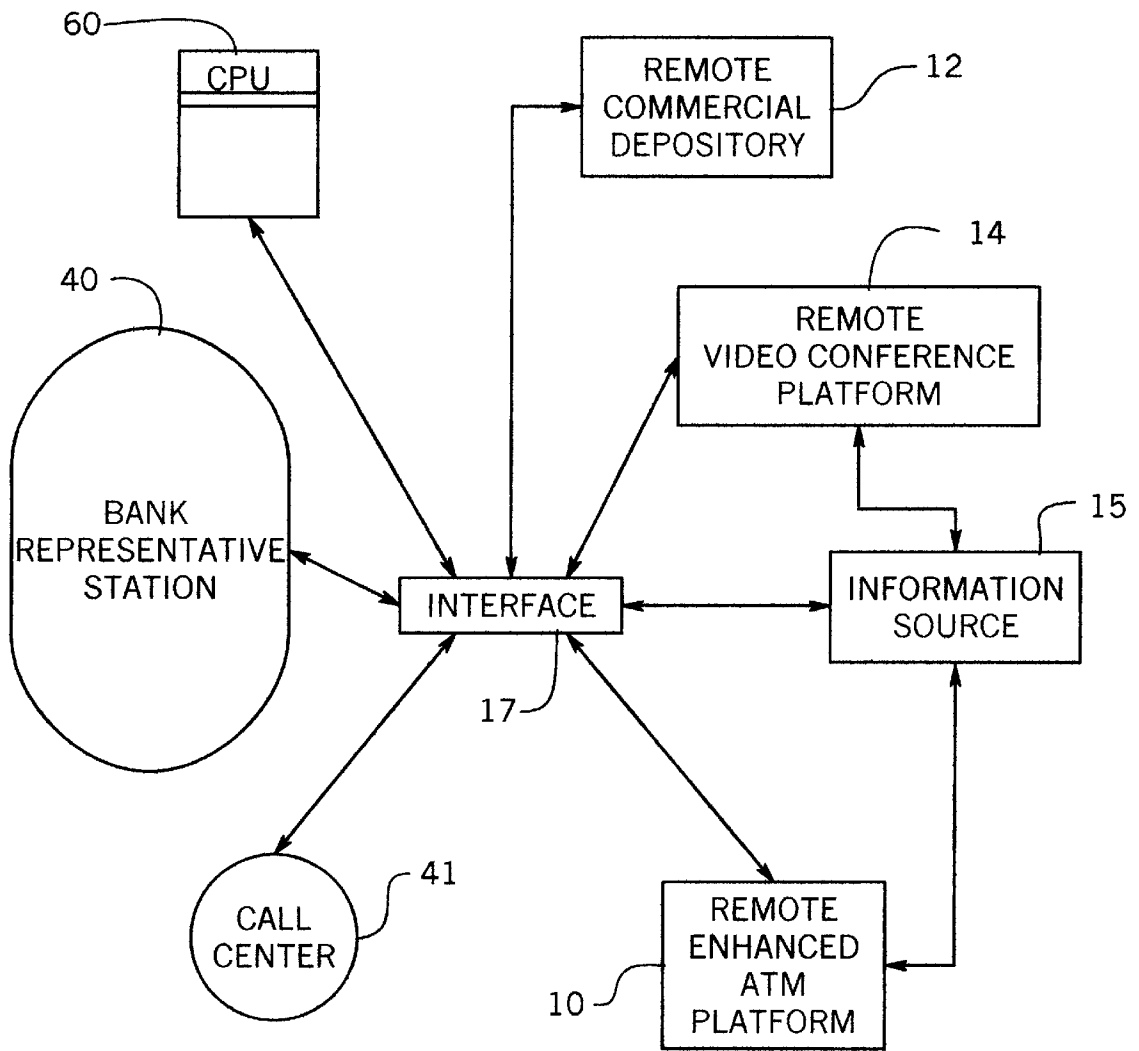 60
CPU
REMOTE
COMMERCIAL
DEPOSITORY
12
14
REMOTE
VIDEO CONFERENCE
PLATFORM
40
BANK
REPRESENTATIVE
STATION
INTERFACE
17
15
INFORMATION
SOURCE
CALL
CENTER
41
REMOTE
ENHANCED
ATM
PLATFORM
10